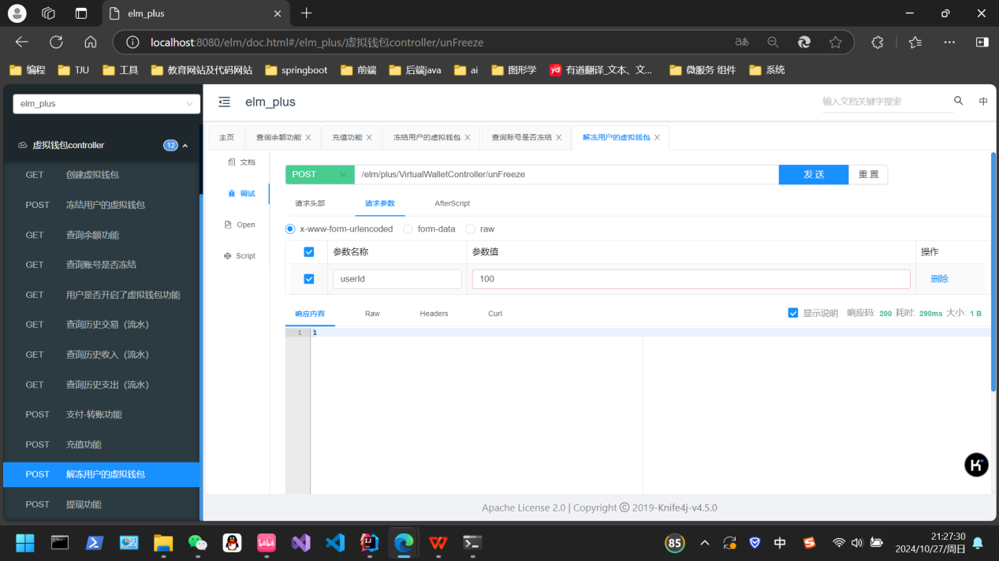 elm_plus
localhost:8080/elm/doc.html#/elm_plus/虚拟钱包controller/unFreeze
编程 TJU 工具 教育网站及代码网站 springboot 前端 后端java ai 图形学 yd 有道翻译_文本、文... 微服务 组件 系统
elm_plus
elm_plus
输入文档关键字搜索 中
虚拟钱包controller 12
主页 查询余额功能 充值功能 冻结用户的虚拟钱包 查询账号是否冻结 解冻用户的虚拟钱包
GET 创建虚拟钱包
POST 冻结用户的虚拟钱包
GET 查询余额功能
GET 查询账号是否冻结
GET 用户是否开启了虚拟钱包功能
GET 查询历史交易（流水）
GET 查询历史收入（流水）
GET 查询历史支出（流水）
POST 支付-转账功能
POST 充值功能
POST 解冻用户的虚拟钱包
POST 提现功能
文档
调试
Open
Script
POST /elm/plus/VirtualWalletController/unFreeze 发 送 重 置
请求头部 请求参数 AfterScript
x-www-form-urlencoded form-data raw
参数名称 参数值 操作
userId 100 删除
响应内容 Raw Headers Curl 显示说明 响应码: 200 耗时: 290ms 大小: 1 B
1 1
Apache License 2.0 | Copyright © 2019-Knife4j-v4.5.0
85 中 21:27:30
2024/10/27/周日